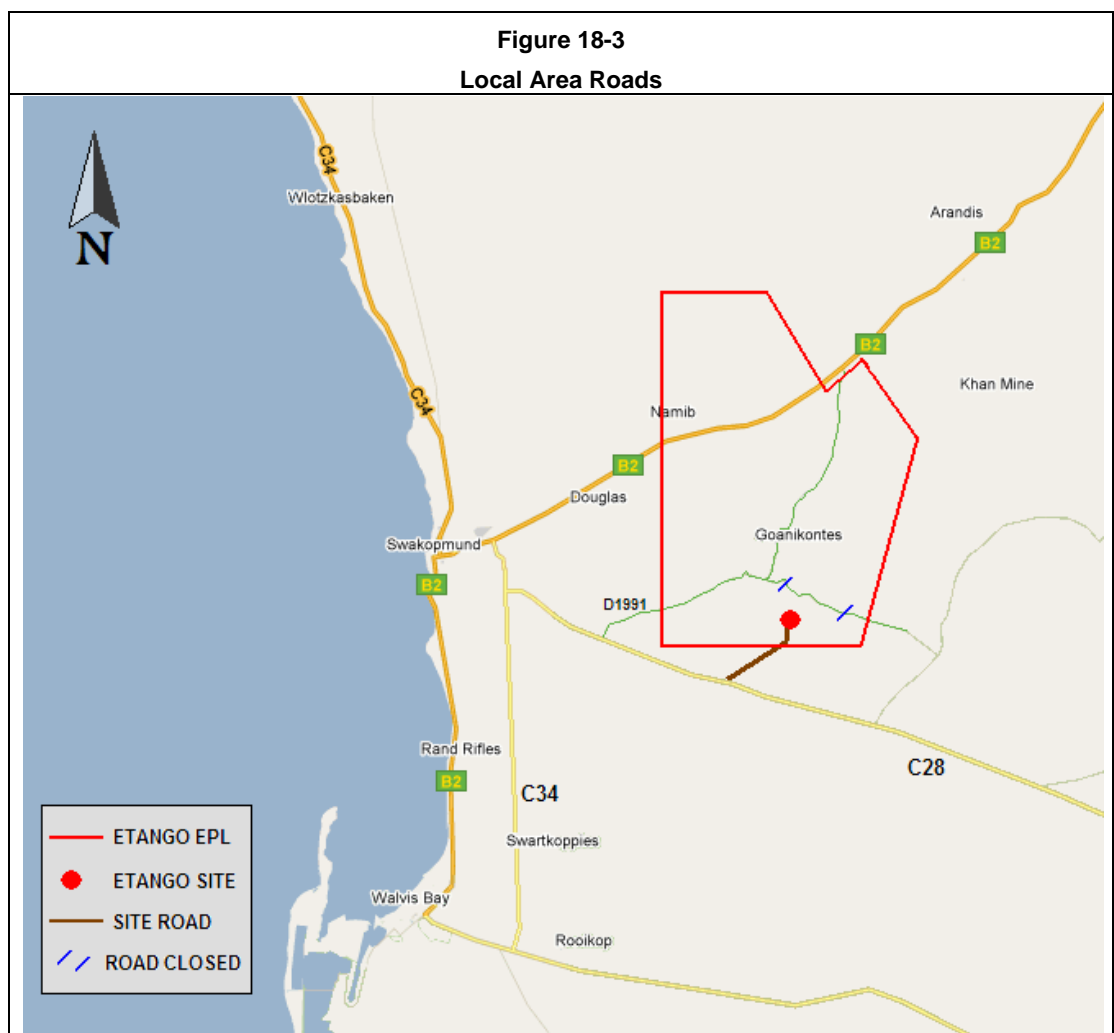 Figure 18-3
Local Area Roads
C34
Wlotzkasbaken
N
Arandis
B2
B2
C34
Khan Mine
Namib
B2
Douglas
Goanikontes
Swakopmund
B2
D1991
Rand Rifles
B2
C28
C34
Swartkoppies
Walvis Bay
Rooikop
ETANGO EPL
ETANGO SITE
SITE ROAD
ROAD CLOSED